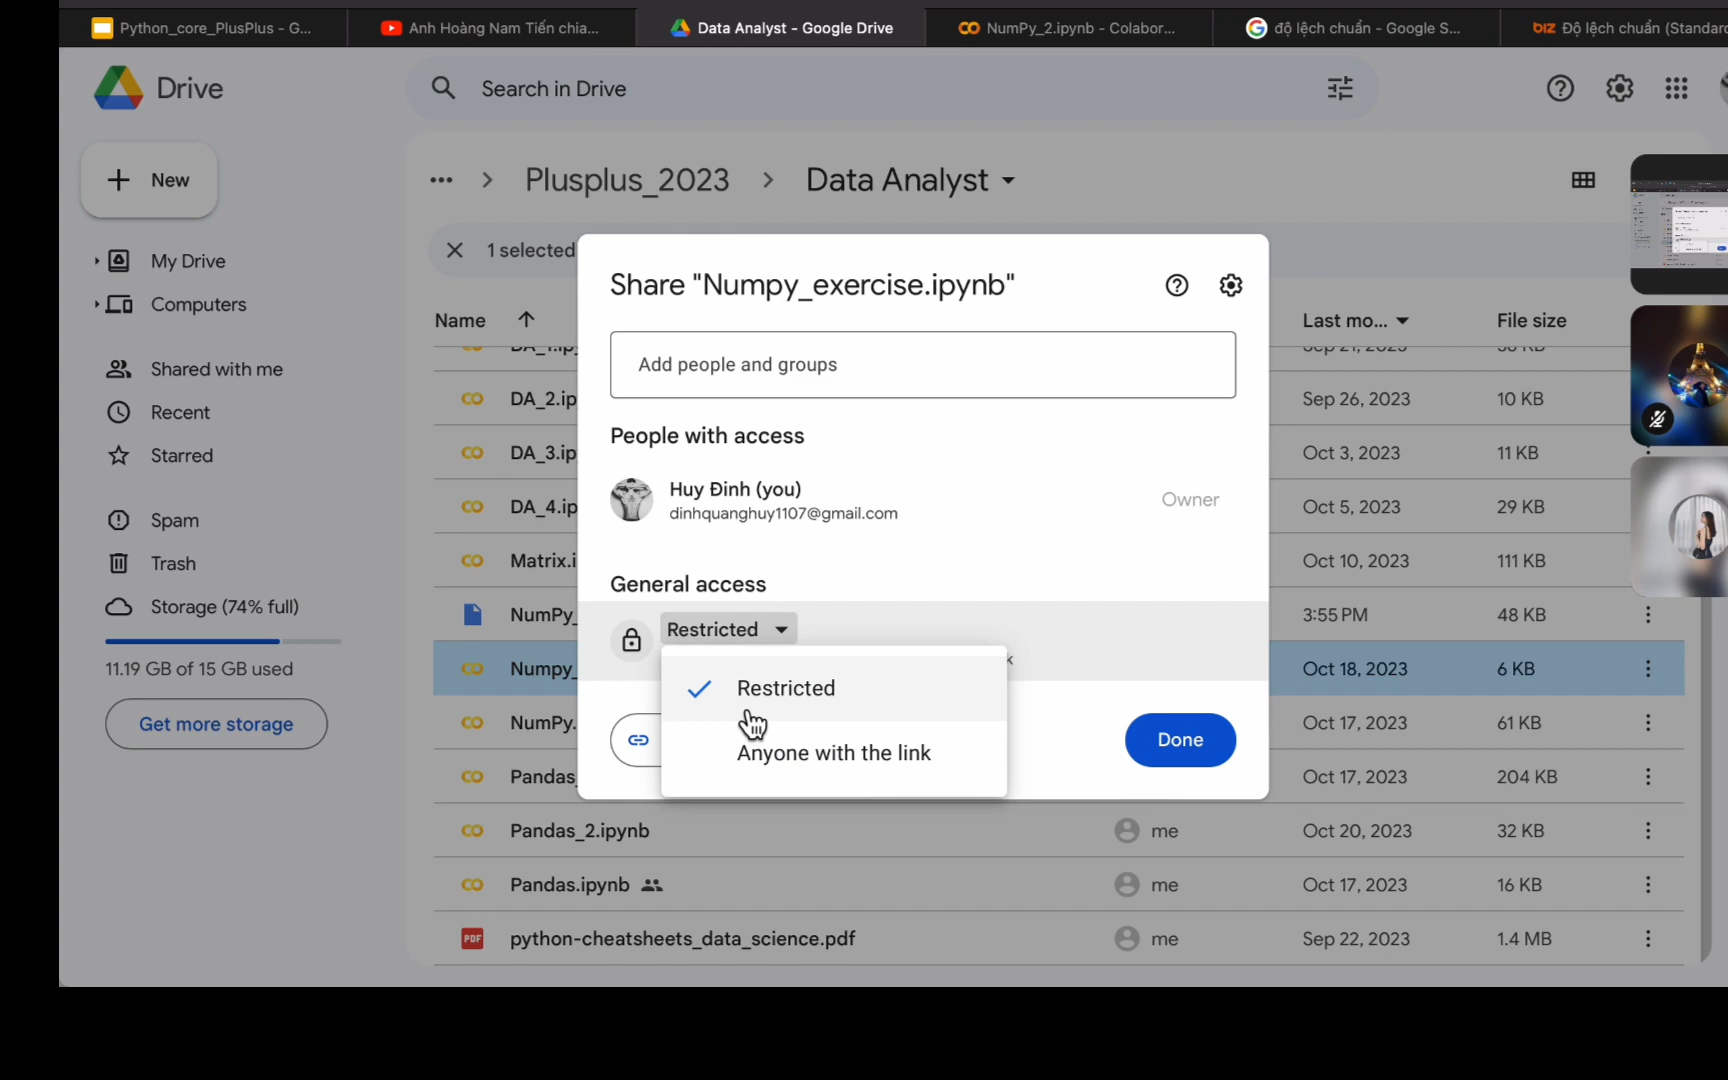 Python_core_PlusPlus - G...
Anh Hoàng Nam Tiến chia...
Data Analyst - Google Drive
NumPy_2.ipynb - Colabor...
độ lệch chuẩn - Google S...
biz Độ lệch chuẩn (Standar
Drive
Search in Drive
New
... > Plusplus_2023 > Data Analyst
1 selected
My Drive
Computers
Shared with me
Recent
Starred
Spam
Trash
Storage (74% full)
11.19 GB of 15 GB used
Get more storage
Name
Last mo...
File size
DA_1.ip
Sep 21, 2023
DA_2.ip
Sep 26, 2023
10 KB
DA_3.ip
Oct 3, 2023
11 KB
DA_4.ip
Oct 5, 2023
29 KB
Matrix.i
Oct 10, 2023
111 KB
NumPy_
3:55 PM
48 KB
Numpy_
Oct 18, 2023
6 KB
NumPy.
Oct 17, 2023
61 KB
Pandas_
Oct 17, 2023
204 KB
Pandas_2.ipynb
me
Oct 20, 2023
32 KB
Pandas.ipynb
me
Oct 17, 2023
16 KB
PDF
python-cheatsheets_data_science.pdf
me
Sep 22, 2023
1.4 MB
Share "Numpy_exercise.ipynb"
Add people and groups
People with access
Huy Đinh (you)
dinhquanghuy1107@gmail.com
Owner
General access
Restricted
k
Restricted
Anyone with the link
Done